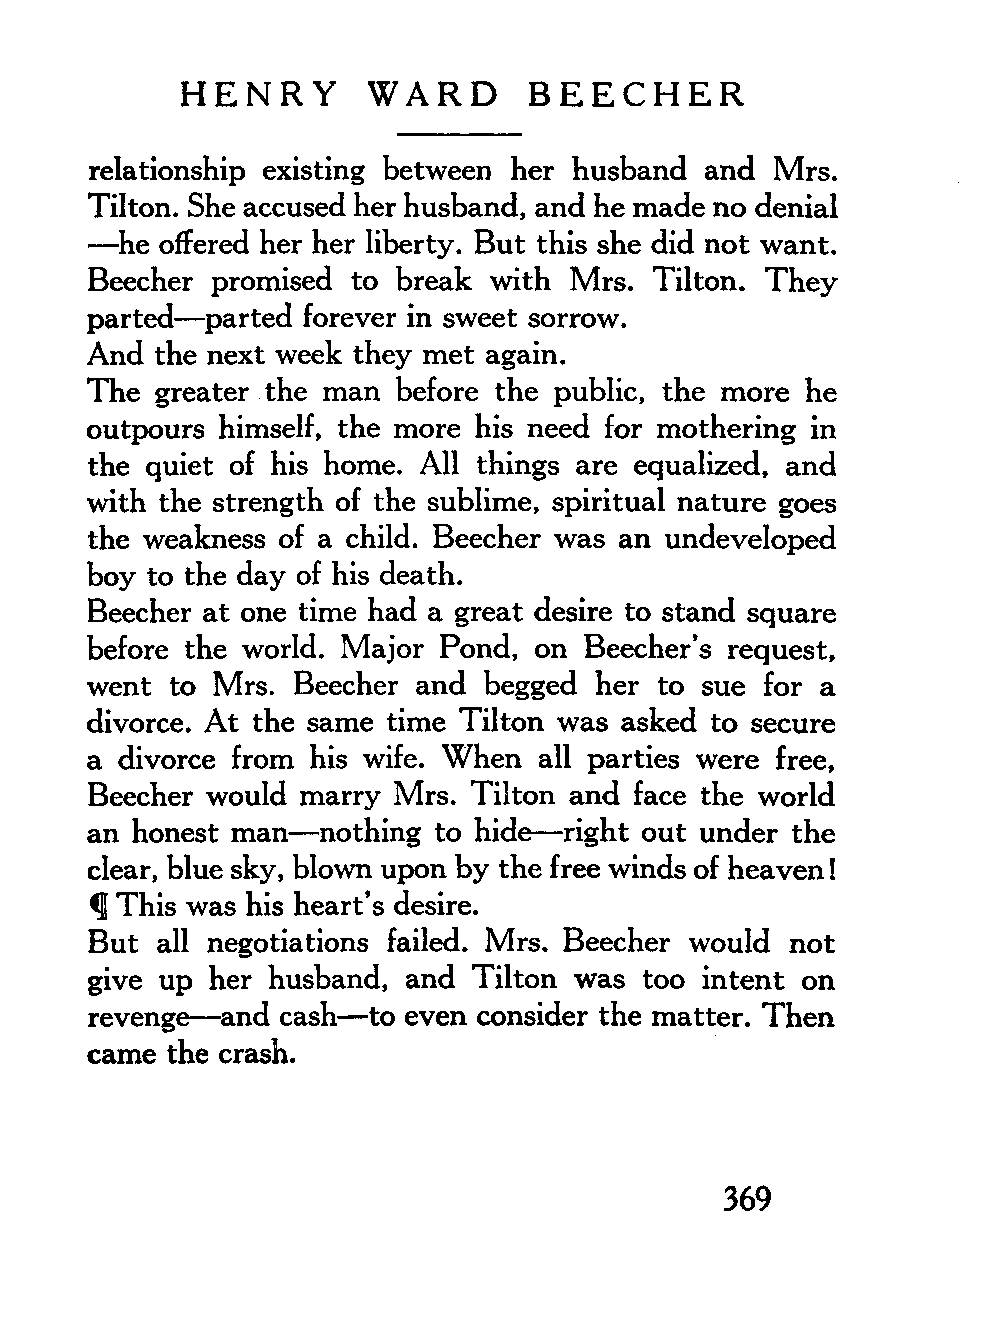 HENRY WARD BEECHER
relationship existing between her husband and Mrs.
Tilton. She accused her husband, and he made no denial
—he offered her her liberty. But this she did not want.
Beecher promised to break with Mrs. Tilton. They
parted—parted forever in sweet sorrow.
And the next week they met again.
The greater the man before the public, the more he
outpours himself, the more his need for mothering in
the quiet of his home. All things are equalized, and
with the strength of the sublime, spiritual nature goes
the weakness of a child. Beecher was an undeveloped
boy to the day of his death.
Beecher at one time had a great desire to stand square
before the world. Major Pond, on Beecher's request,
went to Mrs. Beecher and begged her to sue for a
divorce. At the same time Tilton was asked to secure
a divorce from his wife. When all parties were free,
Beecher would marry Mrs. Tilton and face the world
an honest man—nothing to hide—right out under the
clear, blue sky, blown upon by the free winds of heaven!
¶ This was his heart's desire.
But all negotiations failed. Mrs. Beecher would not
give up her husband, and Tilton was too intent on
revenge—and cash—to even consider the matter. Then
came the crash.
369